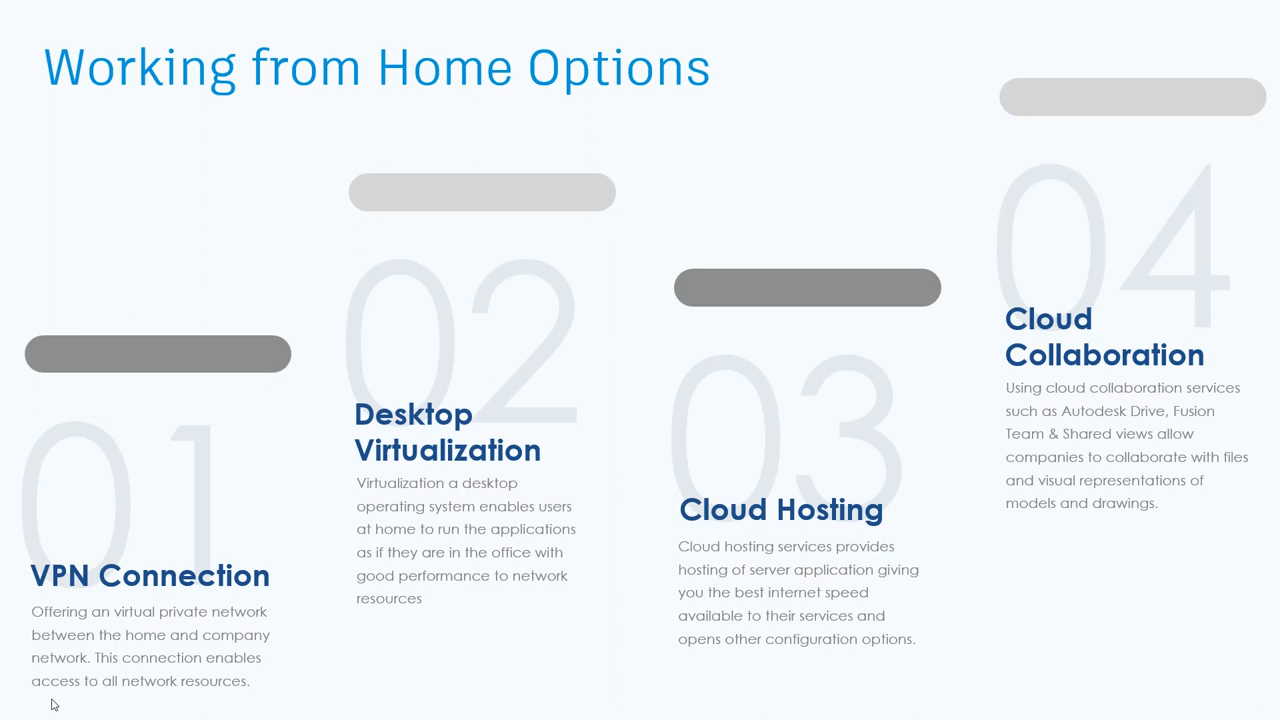 Working from Home Options
01
VPN Connection
Offering an virtual private network
between the home and company
network. This connection enables
access to all network resources.
02
Desktop
Virtualization
Virtualization a desktop
operating system enables users
at home to run the applications
as if they are in the office with
good performance to network
resources
03
Cloud Hosting
Cloud hosting services provides
hosting of server application giving
you the best internet speed
available to their services and
opens other configuration options.
04
Cloud
Collaboration
Using cloud collaboration services
such as Autodesk Drive, Fusion
Team & Shared views allow
companies to collaborate with files
and visual representations of
models and drawings.